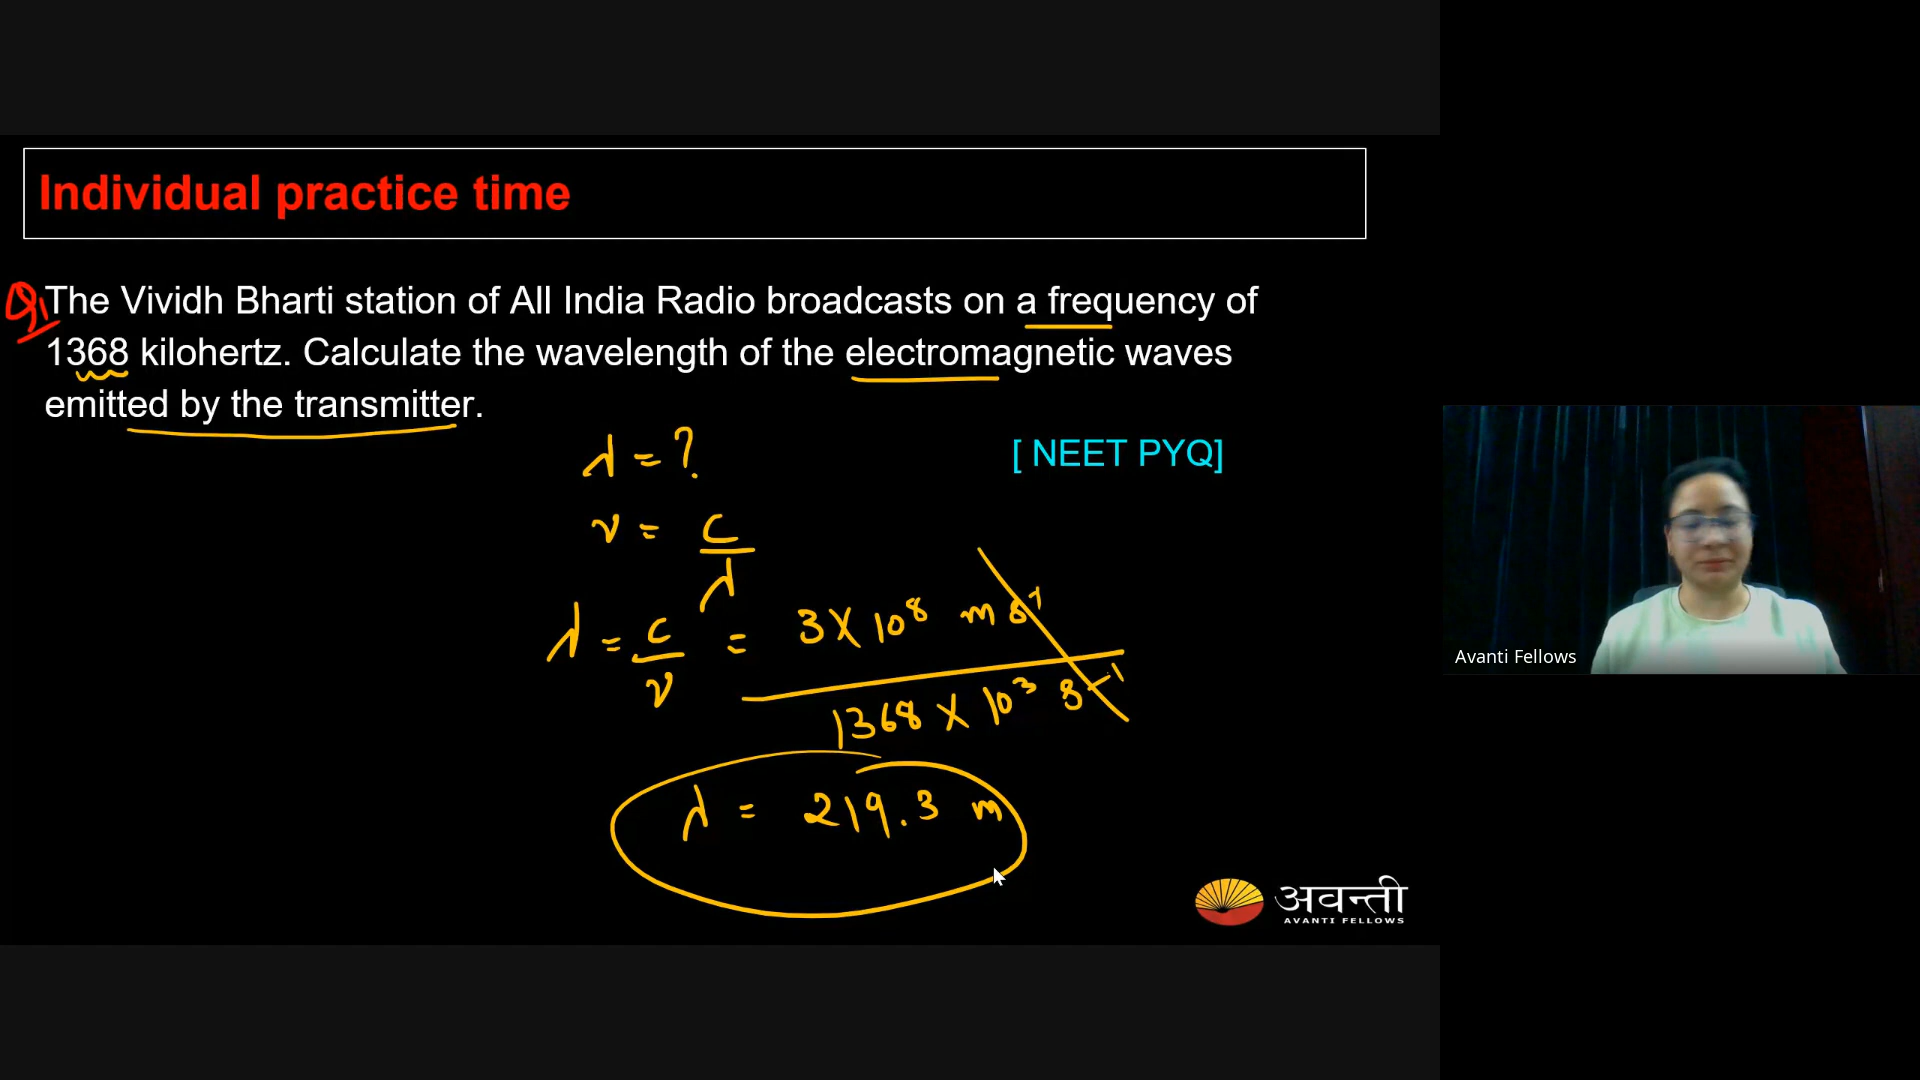 Individual practice time
Q1 The Vividh Bharti station of All India Radio broadcasts on a frequency of
1368 kilohertz. Calculate the wavelength of the electromagnetic waves
emitted by the transmitter.
[ NEET PYQ]
λ = ?
ν = c/λ
λ = c/ν = 3 × 10⁸ m s⁻¹ / 1368 × 10³ s⁻¹
λ = 219.3 m
Avanti Fellows
अवन्ती
AVANTI FELLOWS